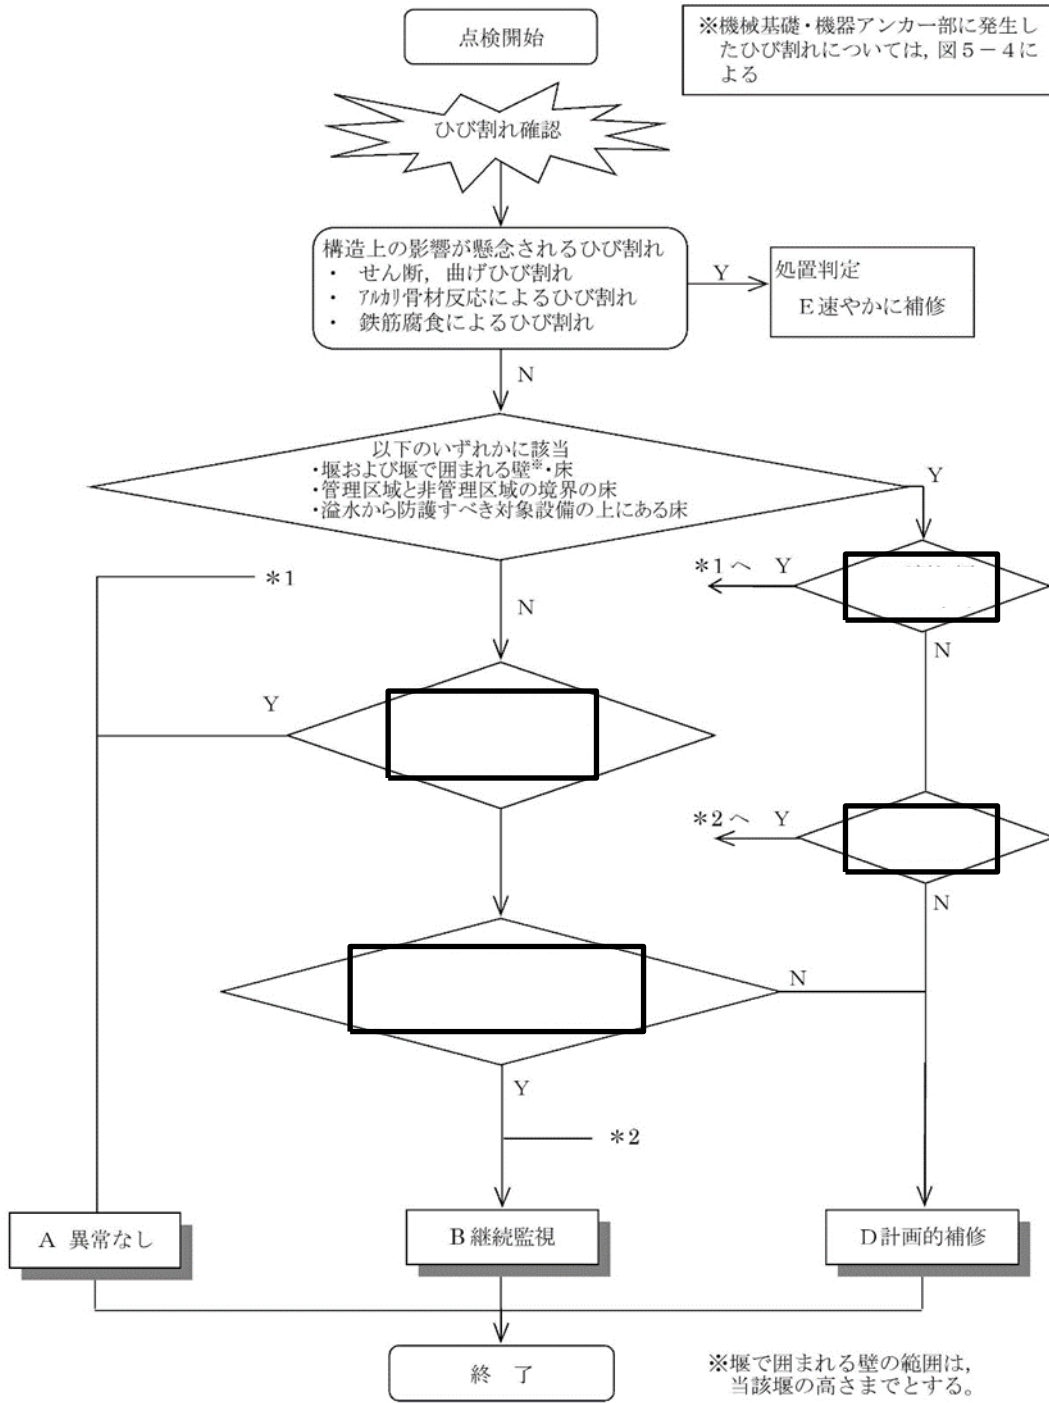 点検開始
※機械基礎・機器アンカー部に発生し
たひび割れについては，図５－４に
よる
ひび割れ確認
構造上の影響が懸念されるひび割れ
・ せん断，曲げひび割れ
・ ｱﾙｶﾘ骨材反応によるひび割れ
・ 鉄筋腐食によるひび割れ
Y
処置判定
E速やかに補修
N
以下のいずれかに該当
・堰および堰で囲まれる壁※・床
・管理区域と非管理区域の境界の床
・溢水から防護すべき対象設備の上にある床
Y
＊1
＊1へ Y
N
N
Y
＊2へ Y
N
N
Y
＊2
A 異常なし
B継続監視
D計画的補修
終 了
※堰で囲まれる壁の範囲は，
当該堰の高さまでとする。